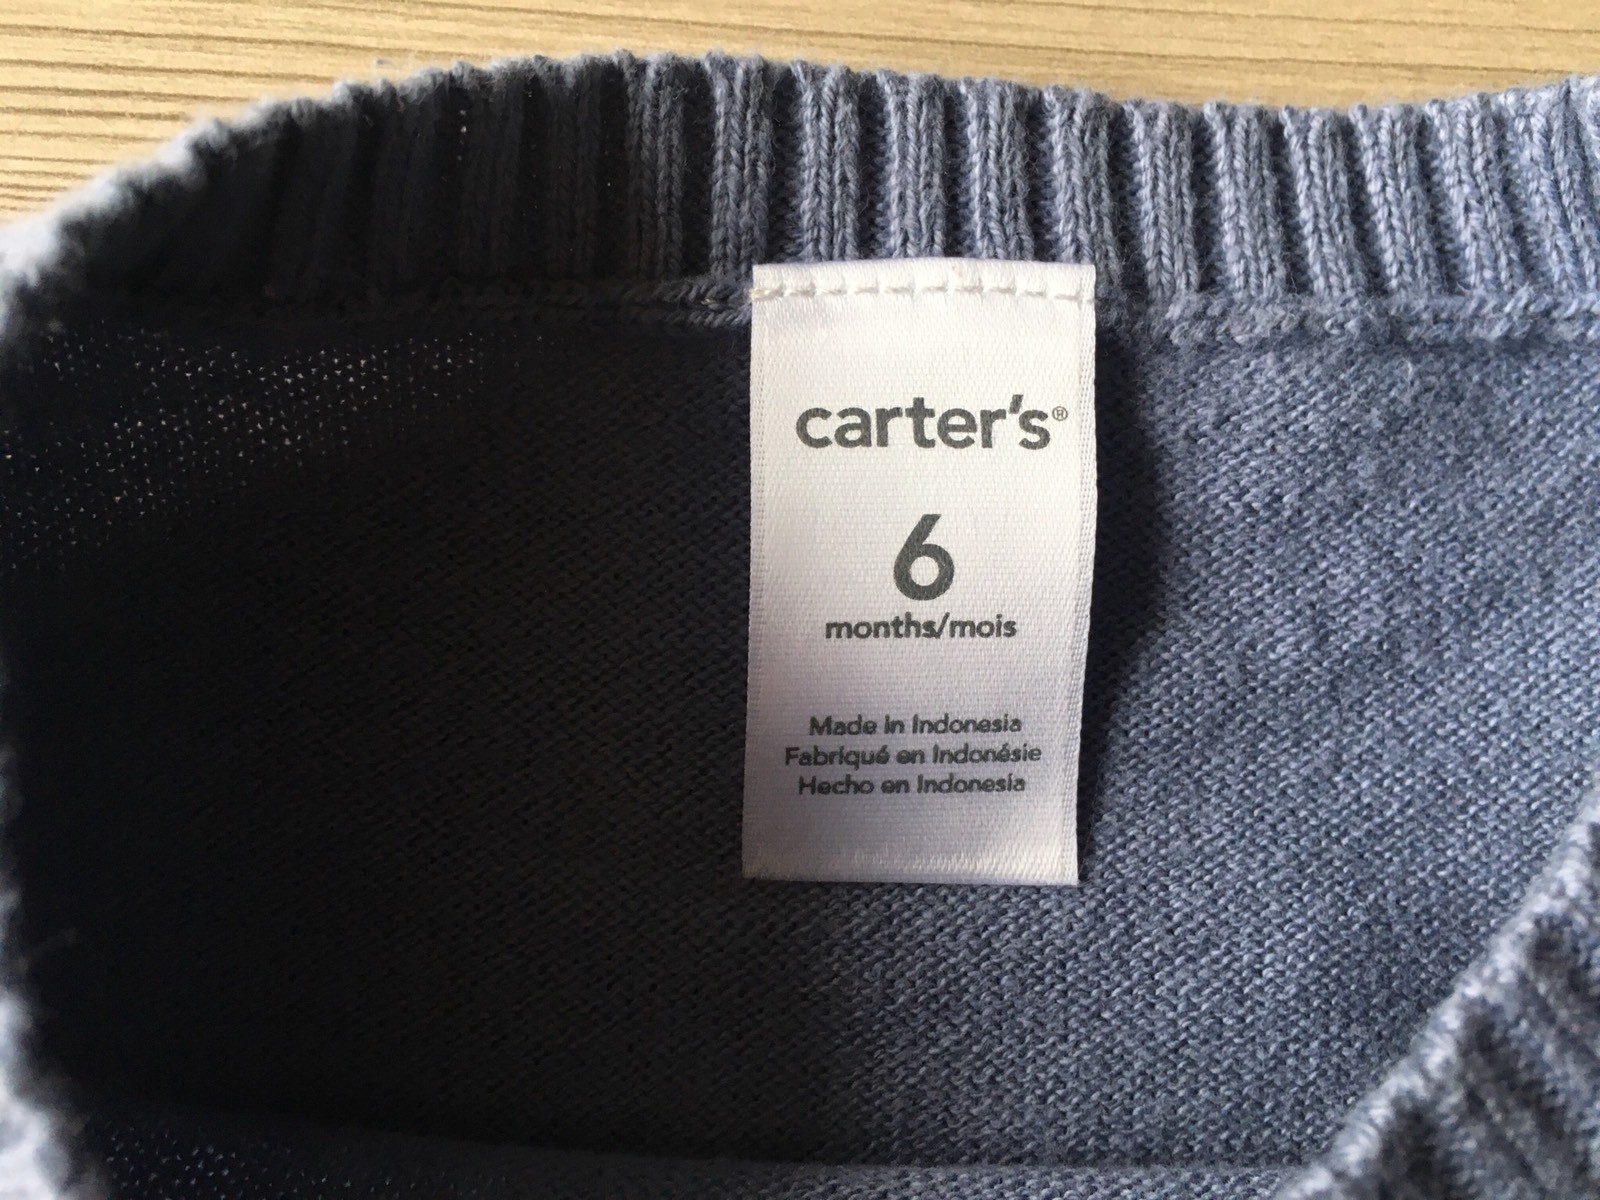 carter's®
6
months/mois
Made in Indonesia
Fabriqué en Indonésie
Hecho en Indonesia